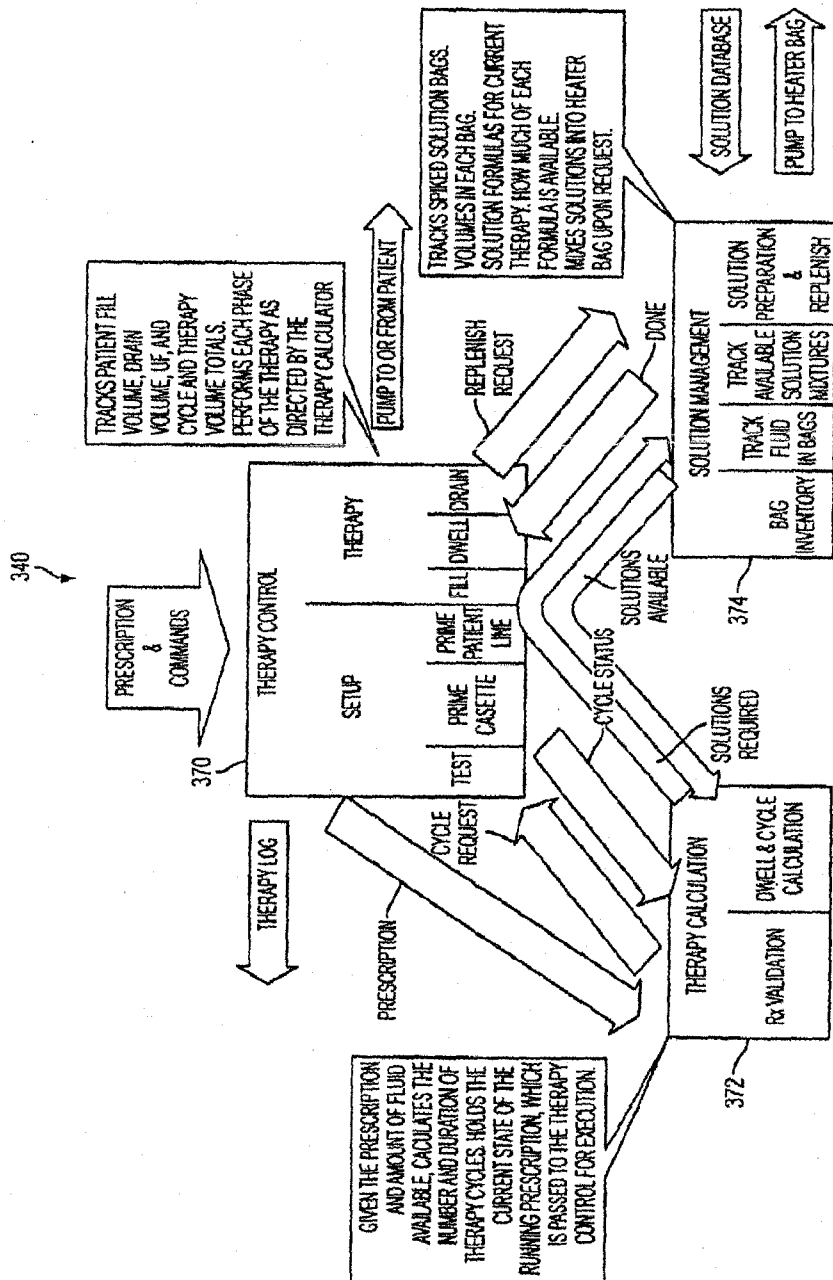 340
PRESCRIPTION
&
COMMANDS
TRACKS PATIENT FILL
VOLUME, DRAIN
VOLUME, UF, AND
CYCLE AND THERAPY
VOLUME TOTALS.
PERFORMS EACH PHASE
OF THE THERAPY AS
DIRECTED BY THE
THERAPY CALCULATOR
370
THERAPY CONTROL
SETUP
THERAPY
TEST
PRIME
CASETTE
PRIME
PATIENT
LINE
FILL
DWELL
DRAIN
THERAPY LOG
PUMP TO OR FROM PATIENT
PRESCRIPTION
CYCLE
REQUEST
CYCLE STATUS
SOLUTIONS
REQUIRED
SOLUTIONS
AVAILABLE
REPLENISH
REQUEST
DONE
GIVEN THE PRESCRIPTION
AND AMOUNT OF FLUID
AVAILABLE, CACULATES THE
NUMBER AND DURATION OF
THERAPY CYCLES. HOLDS THE
CURRENT STATE OF THE
RUNNING PRESCRIPTION, WHICH
IS PASSED TO THE THERAPY
CONTROL FOR EXECUTION.
TRACKS SPIKED SOLUTION BAGS.
VOLUMES IN EACH BAG.
SOLUTION FORMULAS FOR CURRENT
THERAPY. HOW MUCH OF EACH
FORMULA IS AVAILABLE.
MIXES SOLUTIONS INTO HEATER
BAG UPON REQUEST.
372
THERAPY CALCULATION
Rx VALIDATION
DWELL & CYCLE
CALCULATION
374
SOLUTION MANAGEMENT
BAG
INVENTORY
TRACK
FLUID
IN BAGS
TRACK
AVAILABLE
SOLUTION
MIXTURES
SOLUTION
PREPARATION
&
REPLENISH
SOLUTION DATABASE
PUMP TO HEATER BAG